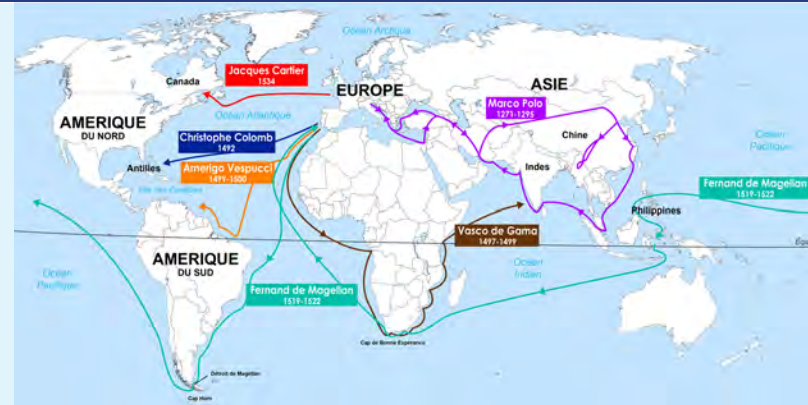 Océan Arctique
Jacques Cartier
1534
Canada
EUROPE
ASIE
Marco Polo
1271-1295
Océan Atlantique
AMERIQUE
DU NORD
Christophe Colomb
1492
Chine
Océan
Pacifique
Antilles
Amerigo Vespucci
1499-1500
Indes
Fernand de Magellan
1519-1522
Mer des Caraïbes
Philippines
Vasco de Gama
1497-1499
AMERIQUE
DU SUD
Océan
Pacifique
Océan
Indien
Fernand de Magellan
1519-1522
Cap de Bonne Espérance
Détroit de Magellan
Cap Horn